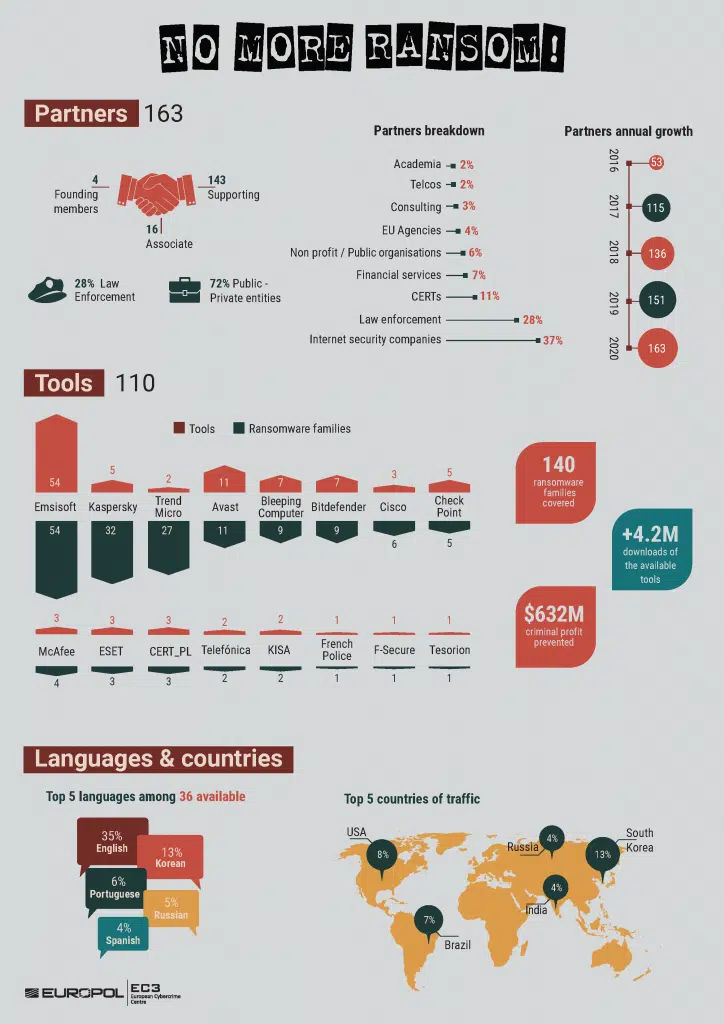 NO MORE RANSOM!
Partners 163
4
Founding
members
143
Supporting
16
Associate
28% Law
Enforcement
72% Public -
Private entities
Partners breakdown
Academia 2%
Telcos 2%
Consulting 3%
EU Agencies 4%
Non profit / Public organisations 6%
Financial services 7%
CERTs 11%
Law enforcement 28%
Internet security companies 37%
Partners annual growth
2016 53
2017 115
2018 136
2019 151
2020 163
Tools 110
Tools
Ransomware families
54
5
2
11
7
7
3
5
Emsisoft
Kaspersky
Trend
Micro
Avast
Bleeping
Computer
Bitdefender
Cisco
Check
Point
54
32
27
11
9
9
6
5
3
3
3
2
2
1
1
1
McAfee
ESET
CERT_PL
Telefónica
KISA
French
Police
F-Secure
Tesorion
4
3
3
2
2
1
1
1
140
ransomware
families
covered
+4.2M
downloads of
the available
tools
$632M
criminal profit
prevented
Languages & countries
Top 5 languages among 36 available
35%
English
13%
Korean
6%
Portuguese
5%
Russian
4%
Spanish
Top 5 countries of traffic
USA
8%
Russia
4%
South
Korea
13%
India
4%
7%
Brazil
EUROPOL
EC3
European Cybercrime
Centre